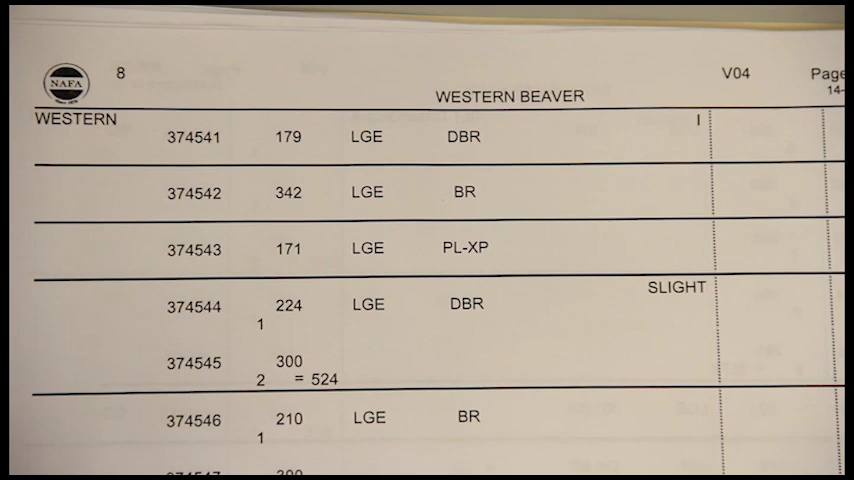 8 V04 Page
NAFA 14-
WESTERN BEAVER
WESTERN I
374541 179 LGE DBR
374542 342 LGE BR
374543 171 LGE PL-XP
SLIGHT
374544 224 LGE DBR
1
374545 300
2 = 524
374546 210 LGE BR
1